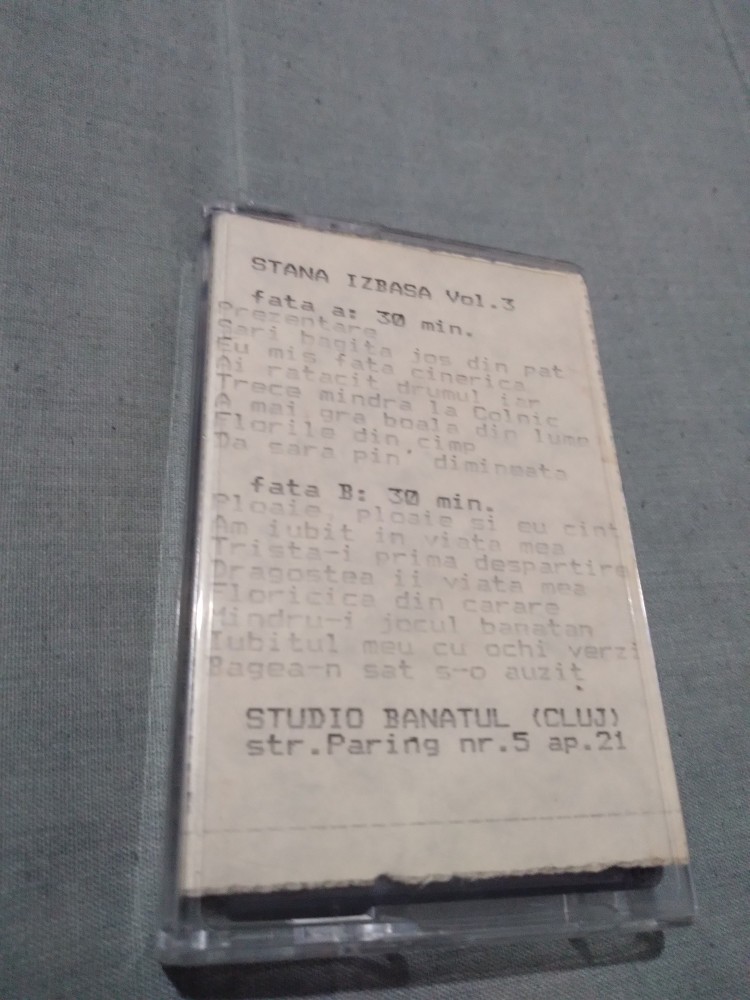 STANA IZBASA Vol.3
fata a: 30 min.
Prezentare
Sari bagita jos din pat
Eu mis fata cinerica
Ai ratacit drumul iar
Trece mindra la Colnic
A mai gra boala din lume
Florile din cimp
Da sara pin' dimineata
fata B: 30 min.
Ploaie, ploaie si eu cint
Am iubit in viata mea
Trista-i prima despartire
Dragostea ii viata mea
Floricica din carare
Mindru-i jocul banatan
Iubitul meu cu ochi verzi
Bagea-n sat s-o auzit
STUDIO BANATUL (CLUJ)
str.Paring nr.5 ap.21